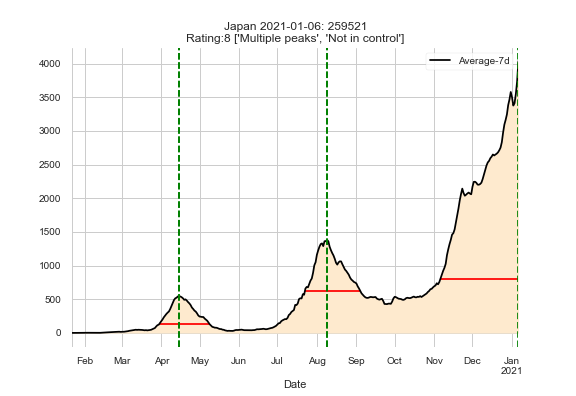 Japan 2021-01-06: 259521
Rating:8 ['Multiple peaks', 'Not in control']
Average-7d
4000
3500
3000
2500
2000
1500
1000
500
0
Feb Mar Apr May Jun Jul Aug Sep Oct Nov Dec Jan
2021
Date